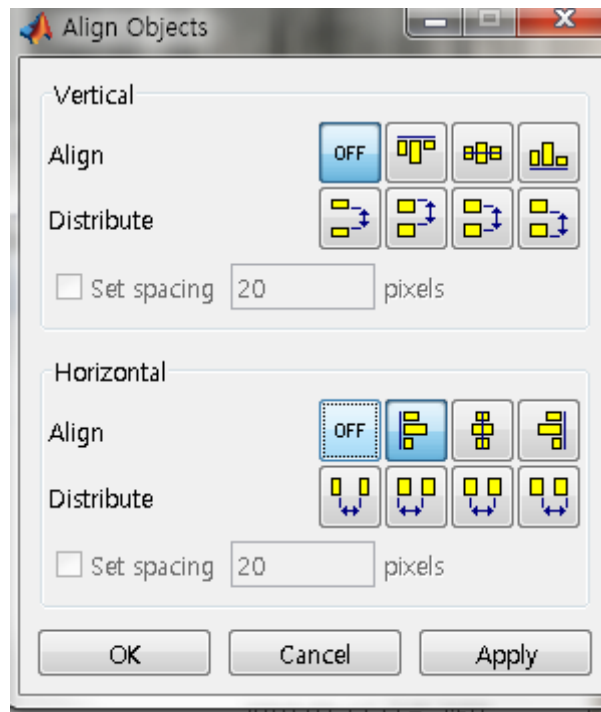 Align Objects
Vertical
Align OFF
Distribute
Set spacing 20 pixels
Horizontal
Align OFF
Distribute
Set spacing 20 pixels
OK Cancel Apply